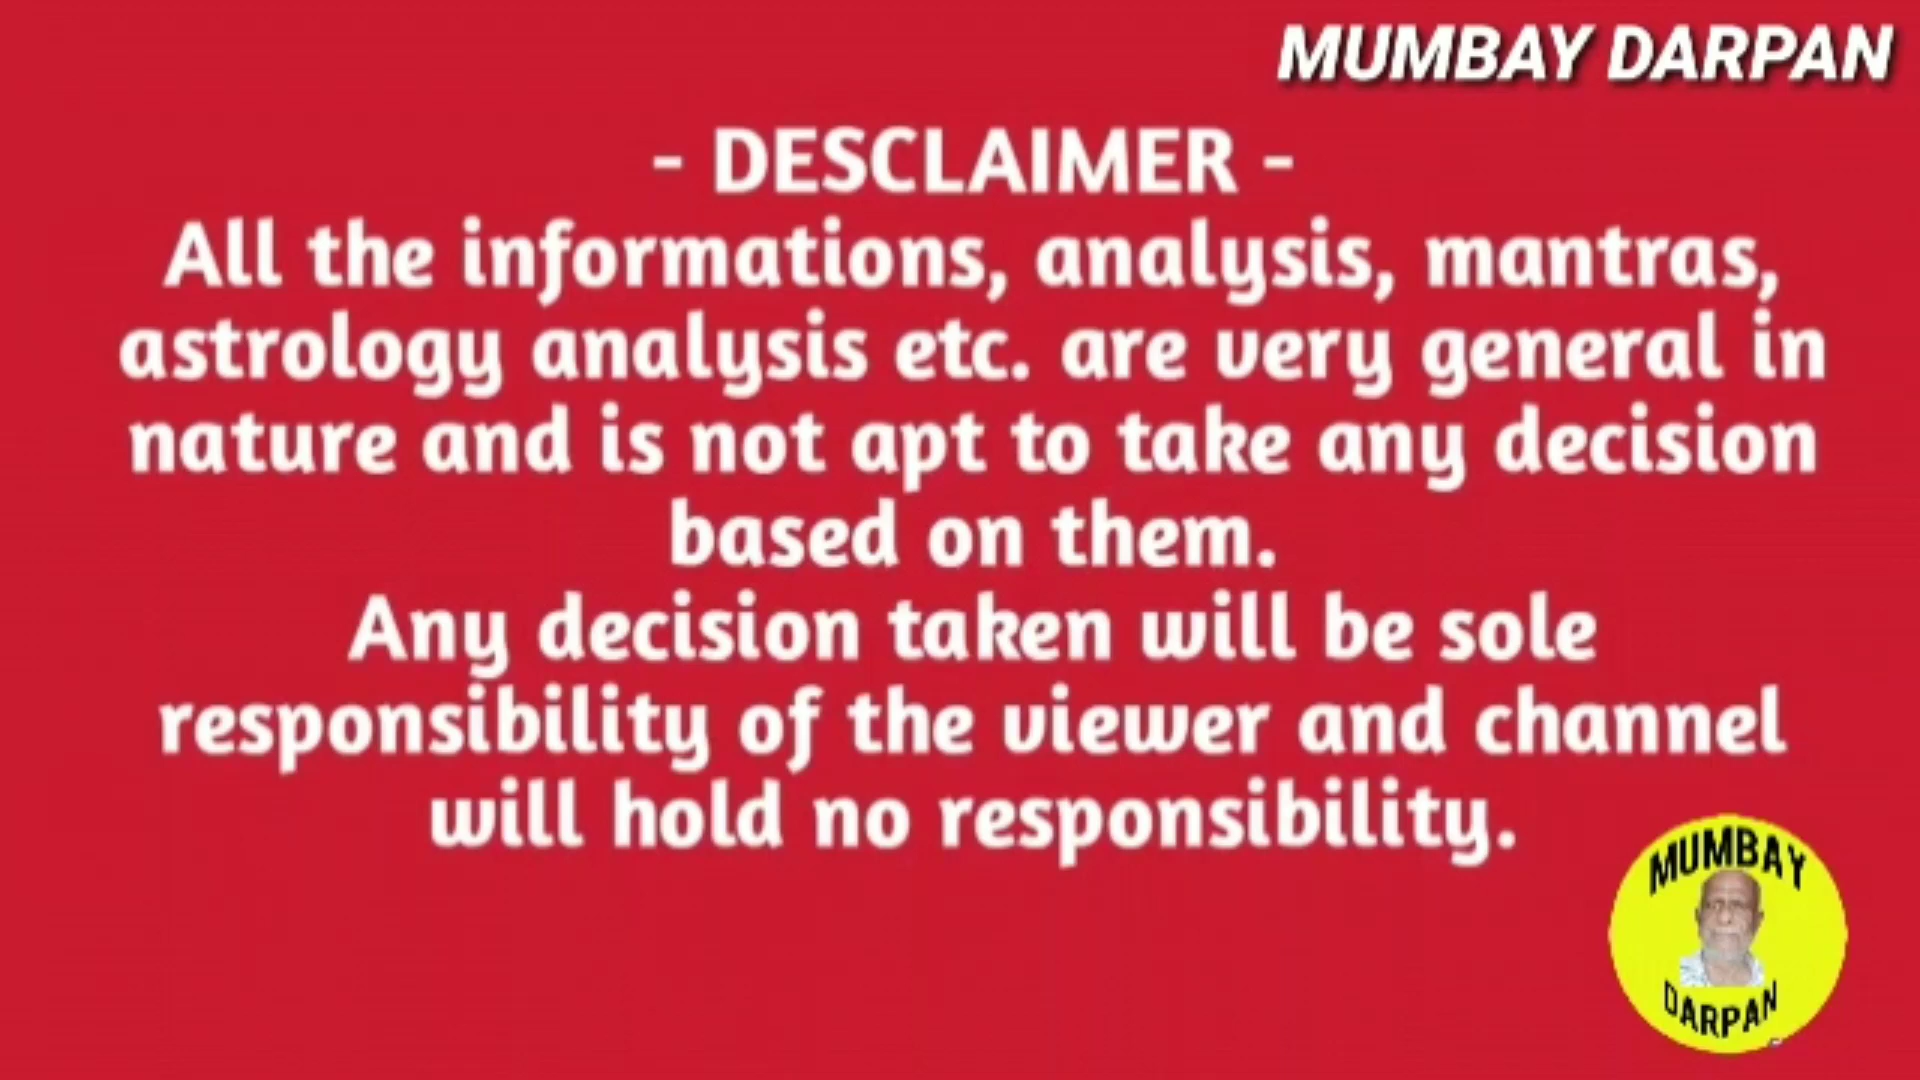 MUMBAY DARPAN
- DESCLAIMER -
All the informations, analysis, mantras,
astrology analysis etc. are very general in
nature and is not apt to take any decision
based on them.
Any decision taken will be sole
responsibility of the viewer and channel
will hold no responsibility.
MUMBAY
DARPAN